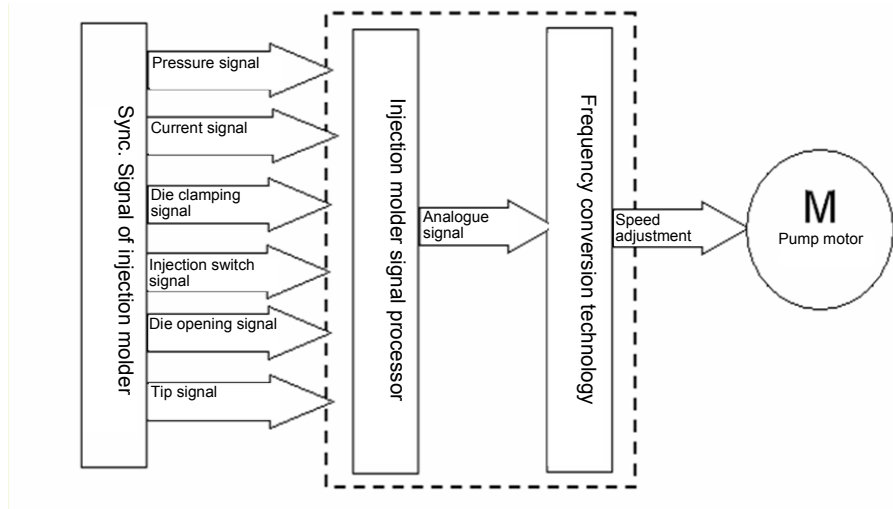 Sync. Signal of injection molder
Pressure signal
Current signal
Die clamping
signal
Injection switch
signal
Die opening signal
Tip signal
Injection molder signal processor
Analogue
signal
Frequency conversion technology
Speed
adjustment
M
Pump motor